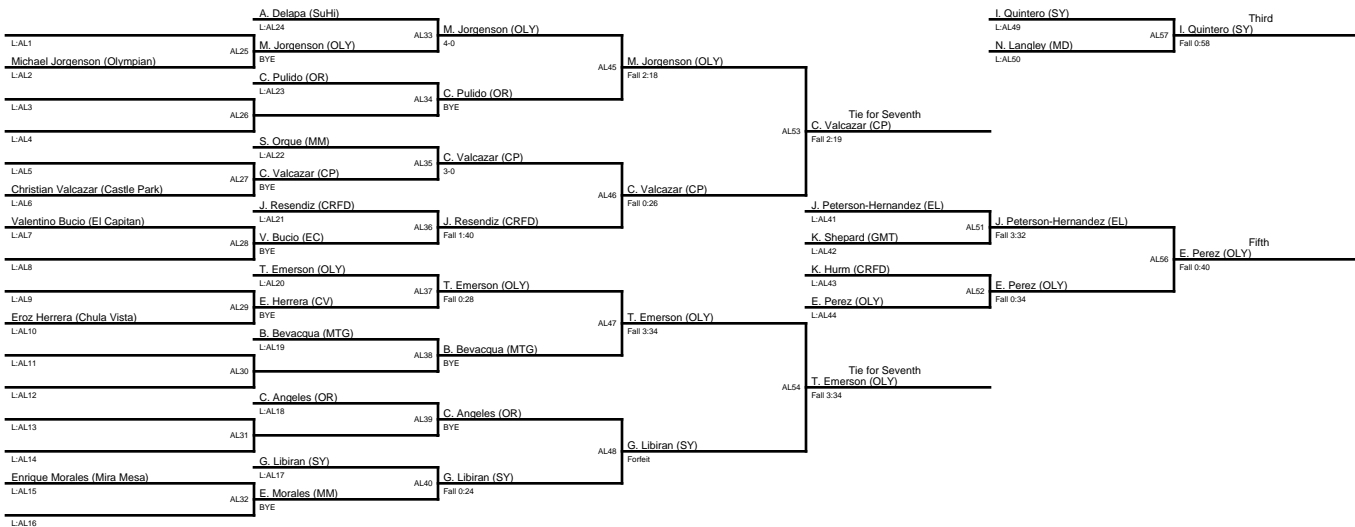 A. Delapa (SuHi)
I. Quintero (SY)
Third
L:AL24
L:AL49
AL33
M. Jorgenson (OLY)
AL57
I. Quintero (SY)
L:AL1
4-0
Fall 0:58
AL25
M. Jorgenson (OLY)
N. Langley (MD)
Michael Jorgenson (Olympian)
BYE
L:AL50
L:AL2
AL45
M. Jorgenson (OLY)
C. Pulido (OR)
Fall 2:18
L:AL23
AL34
C. Pulido (OR)
L:AL3
BYE
AL26
Tie for Seventh
L:AL4
AL53
C. Valcazar (CP)
S. Orque (MM)
Fall 2:19
L:AL22
AL35
C. Valcazar (CP)
L:AL5
3-0
AL27
C. Valcazar (CP)
Christian Valcazar (Castle Park)
BYE
AL46
C. Valcazar (CP)
L:AL6
Fall 0:26
J. Resendiz (CRFD)
J. Peterson-Hernandez (EL)
Valentino Bucio (El Capitan)
L:AL21
L:AL41
L:AL7
AL36
J. Resendiz (CRFD)
AL51
J. Peterson-Hernandez (EL)
Fall 1:40
Fall 3:32
AL28
V. Bucio (EC)
K. Shepard (GMT)
Fifth
BYE
L:AL42
AL56
E. Perez (OLY)
L:AL8
Fall 0:40
T. Emerson (OLY)
K. Hurm (CRFD)
L:AL20
L:AL43
AL37
T. Emerson (OLY)
AL52
E. Perez (OLY)
L:AL9
Fall 0:28
Fall 0:34
AL29
E. Herrera (CV)
E. Perez (OLY)
Eroz Herrera (Chula Vista)
BYE
L:AL44
L:AL10
AL47
T. Emerson (OLY)
Fall 3:34
B. Bevacqua (MTG)
L:AL19
AL38
B. Bevacqua (MTG)
L:AL11
BYE
AL30
Tie for Seventh
L:AL12
AL54
T. Emerson (OLY)
Fall 3:34
C. Angeles (OR)
L:AL18
AL39
C. Angeles (OR)
L:AL13
BYE
AL31
L:AL14
AL48
G. Libiran (SY)
Forfeit
G. Libiran (SY)
Enrique Morales (Mira Mesa)
L:AL17
L:AL15
AL40
G. Libiran (SY)
Fall 0:24
AL32
E. Morales (MM)
BYE
L:AL16